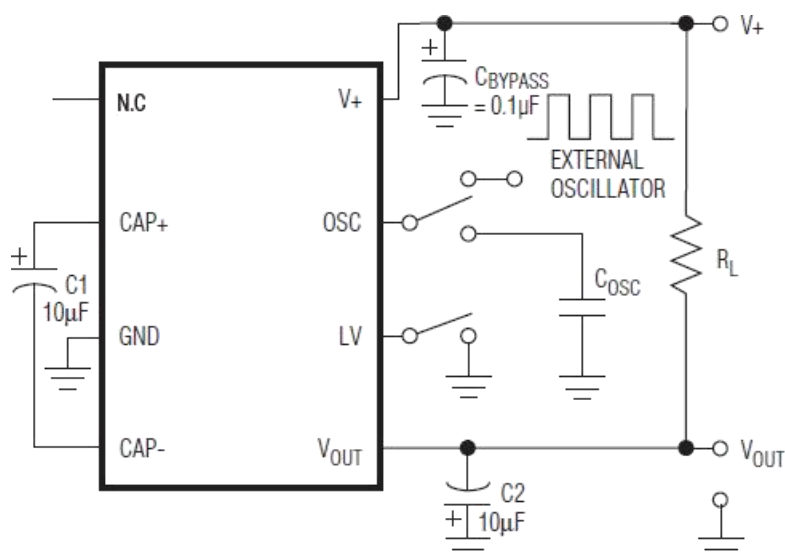 V+
N.C
V+
CBYPASS
= 0.1µF
EXTERNAL
OSCILLATOR
CAP+
OSC
C1
10µF
RL
COSC
GND
LV
CAP-
VOUT
VOUT
C2
10µF